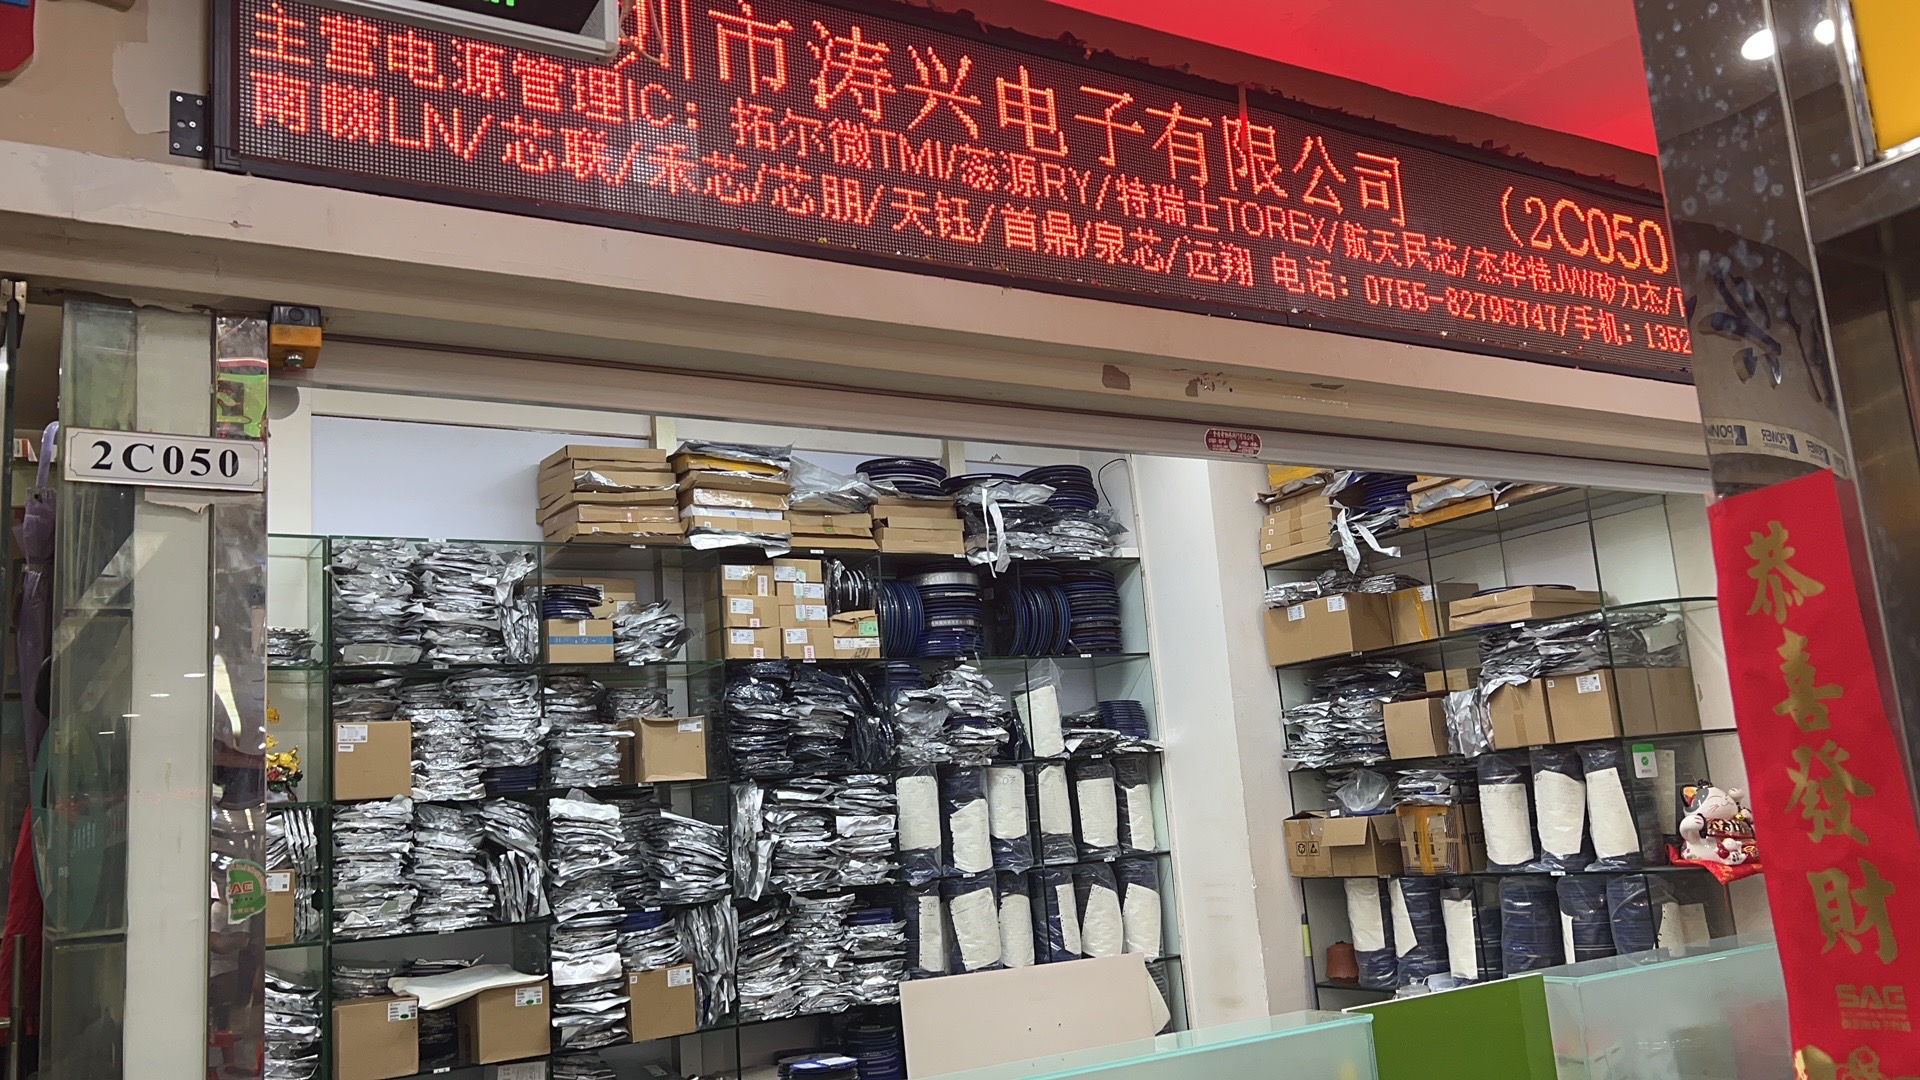 圳市涛兴电子有限公司 (2C050
主营电源管理IC：拓尔微TMI/蕊源RY/特瑞士TOREX/航天民芯/杰华特JW/矽力杰/
南麟LN/芯联/禾芯/芯朋/天钰/首鼎/泉芯/远翔 电话：0755-82795747/手机：1352
2C050
POWER
恭喜發財
SAG